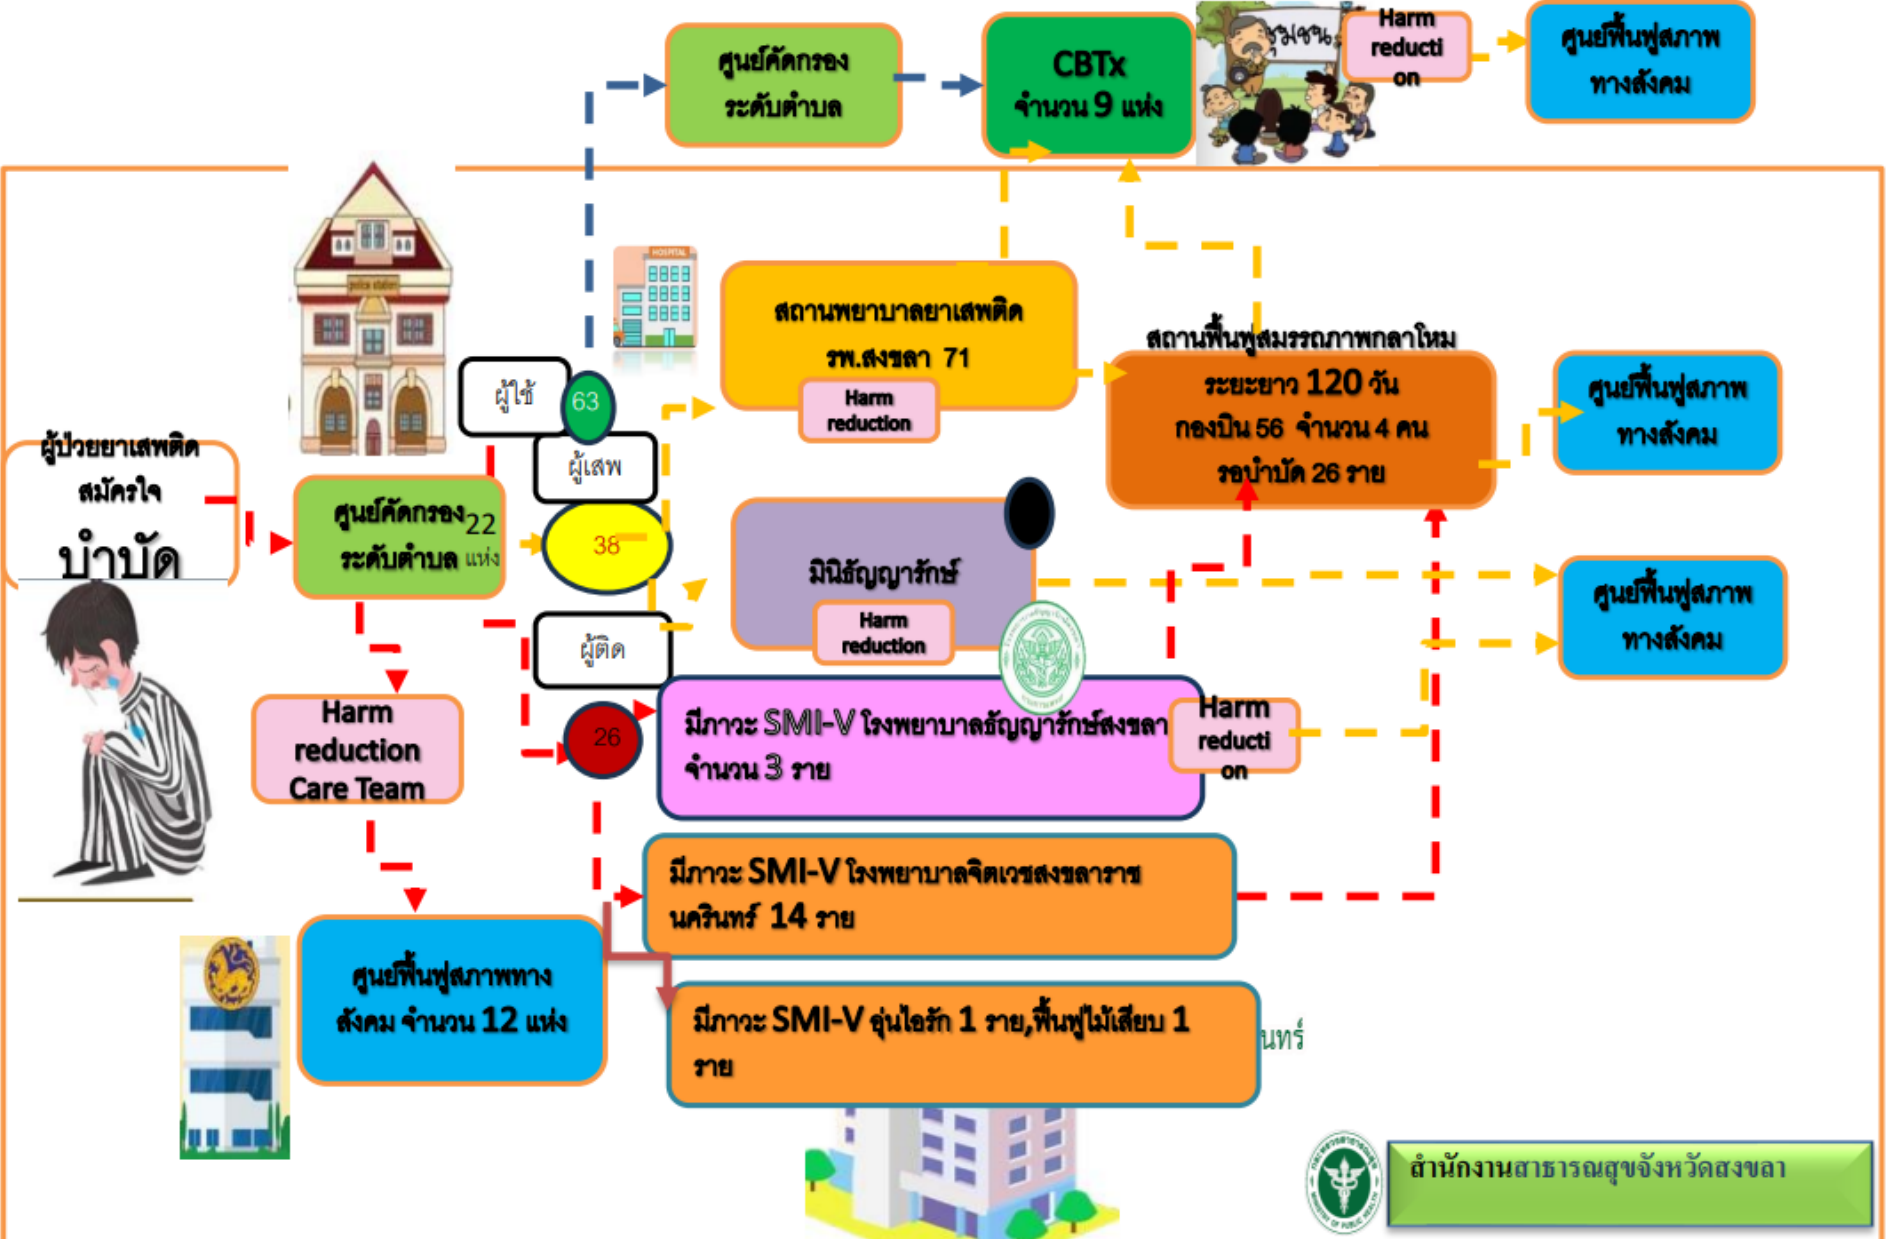 ศูนย์คัดกรอง
ระดับตำบล
CBTx
จำนวน 9 แห่ง
ชุมชน
Harm
reducti
on
ศูนย์ฟื้นฟูสภาพ
ทางสังคม
police station
HOSPITAL
สถานพยาบาลยาเสพติด
รพ.สงขลา 71
Harm
reduction
สถานฟื้นฟูสมรรถภาพกลาโหม
ระยะยาว 120 วัน
กองบิน 56 จำนวน 4 คน
รอบำบัด 26 ราย
ศูนย์ฟื้นฟูสภาพ
ทางสังคม
ผู้ใช้
63
ผู้เสพ
38
ผู้ติด
26
ผู้ป่วยยาเสพติด
สมัครใจ
บำบัด
ศูนย์คัดกรอง 22
ระดับตำบล แห่ง
มินิธัญญารักษ์
Harm
reduction
ศูนย์ฟื้นฟูสภาพ
ทางสังคม
Harm
reduction
Care Team
มีภาวะ SMI-V โรงพยาบาลธัญญารักษ์สงขลา
จำนวน 3 ราย
Harm
reducti
on
มีภาวะ SMI-V โรงพยาบาลจิตเวชสงขลาราช
นครินทร์ 14 ราย
ศูนย์ฟื้นฟูสภาพทาง
สังคม จำนวน 12 แห่ง
มีภาวะ SMI-V อุ่นไอรัก 1 ราย,ฟื้นฟูไม้เสียบ 1
ราย
นทร์
สำนักงานสาธารณสุขจังหวัดสงขลา
MINISTRY OF PUBLIC HEALTH